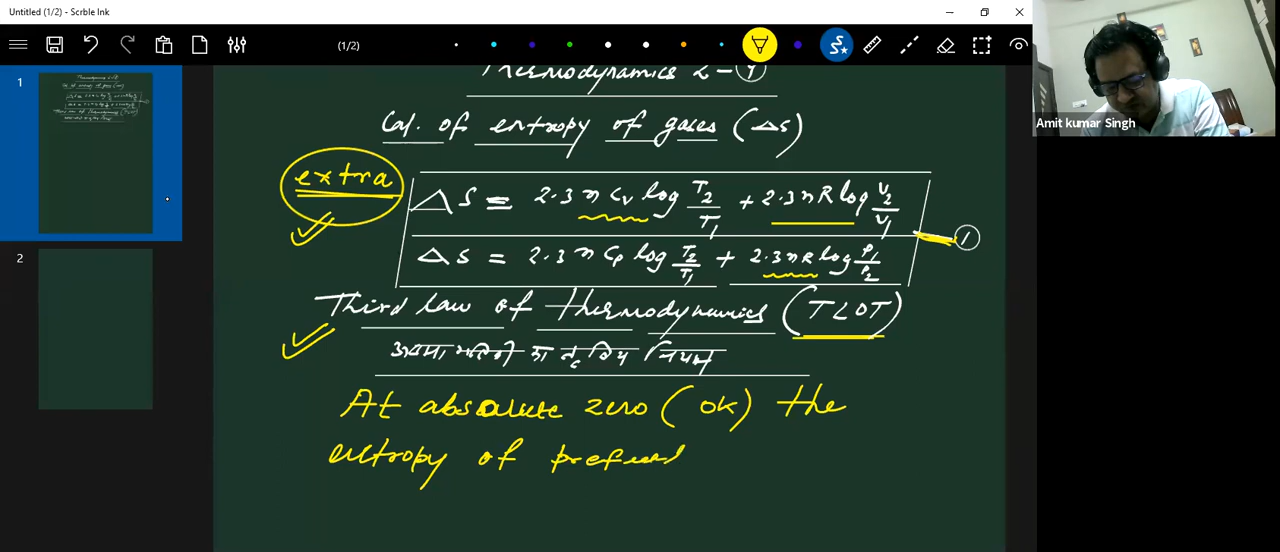 Untitled (1/2) - Scrble Ink
(1/2)
Amit kumar Singh
1
2
Thermodynamics L-9
Cal. of entropy of gases (ΔS)
extra
ΔS = 2.3 n Cv log T2/T1 + 2.3 n R log V2/V1
1
ΔS = 2.3 n Cp log T2/T1 + 2.3 n R log P1/P2
Third law of thermodynamics (TLOT)
का तृतीय नियम
At absolute zero (0K) the
entropy of